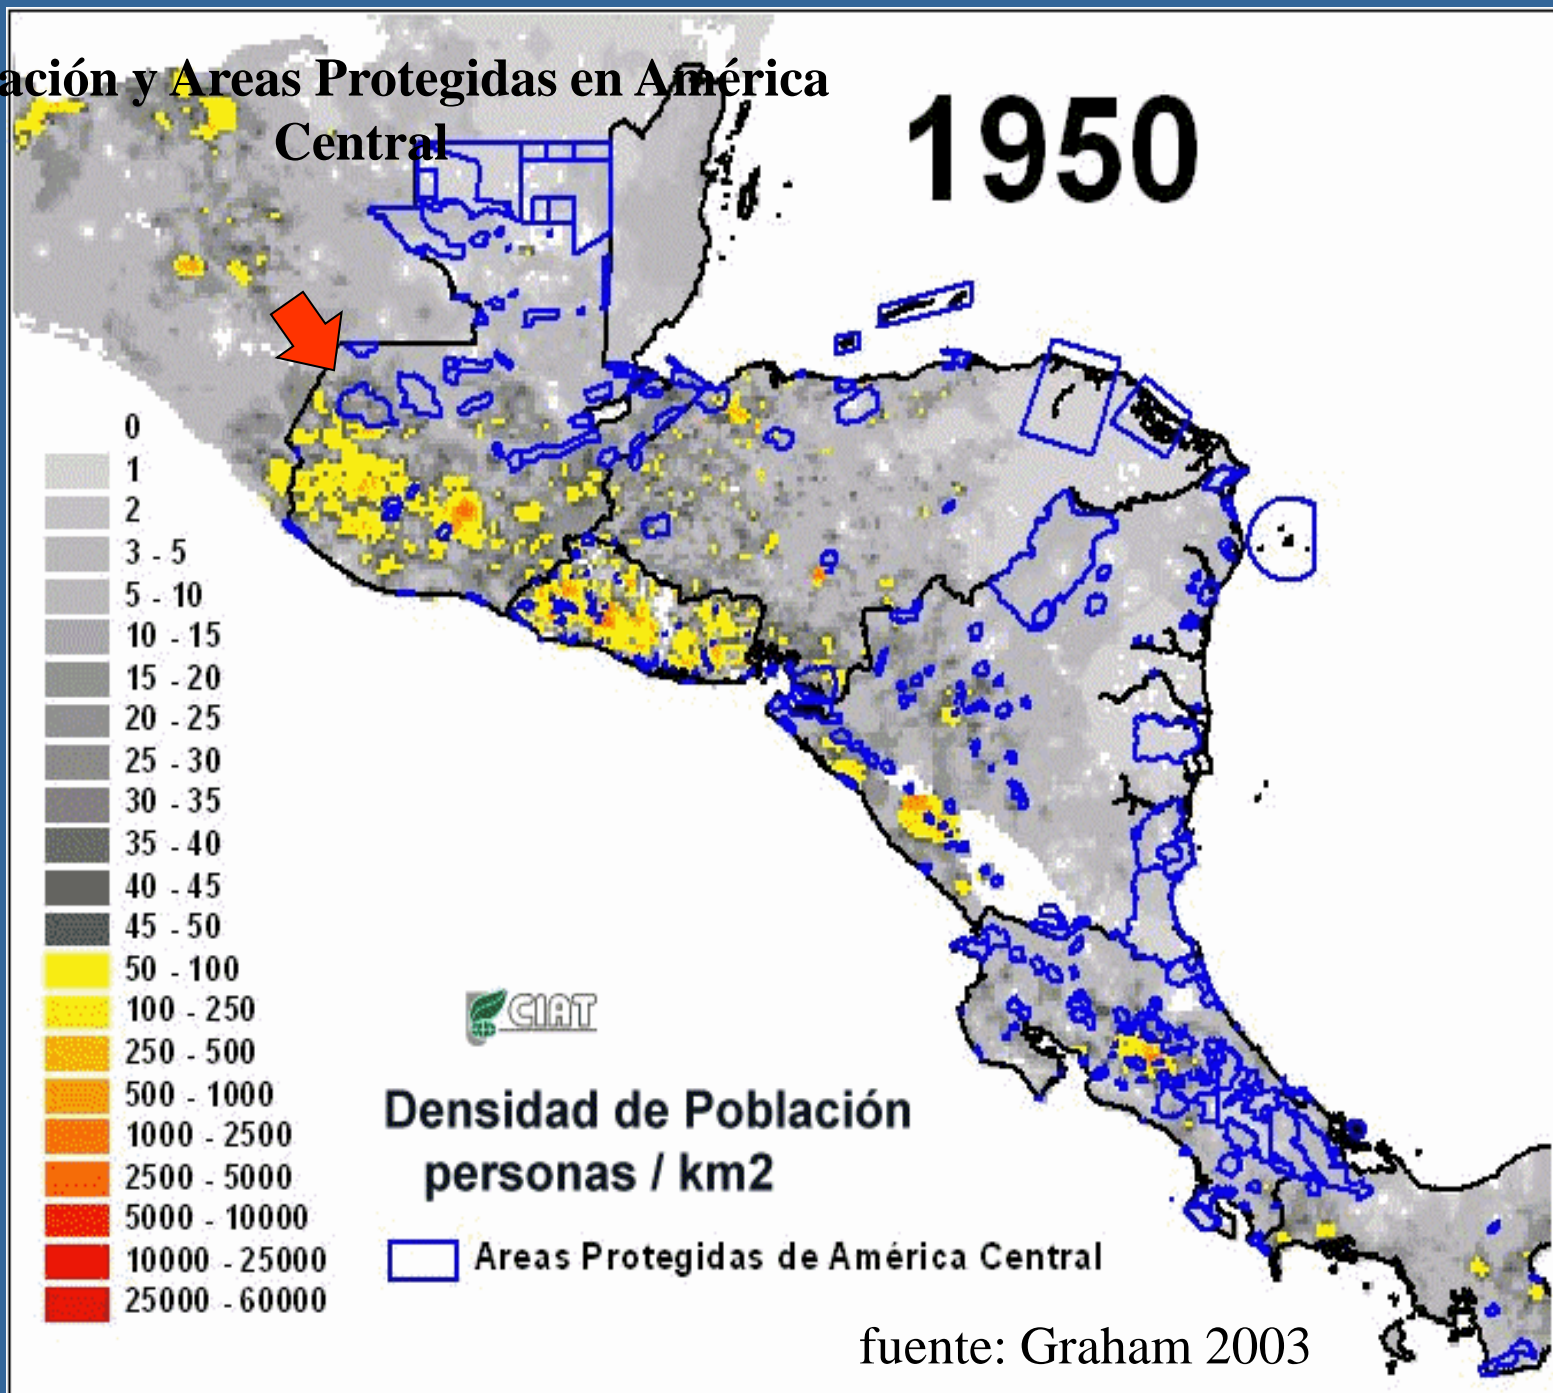 ación y Areas Protegidas en América
Central
1950
0
1
2
3 - 5
5 - 10
10 - 15
15 - 20
20 - 25
25 - 30
30 - 35
35 - 40
40 - 45
45 - 50
50 - 100
100 - 250
250 - 500
500 - 1000
1000 - 2500
2500 - 5000
5000 - 10000
10000 - 25000
25000 - 60000
CIAT
Densidad de Población
personas / km2
Areas Protegidas de América Central
fuente: Graham 2003